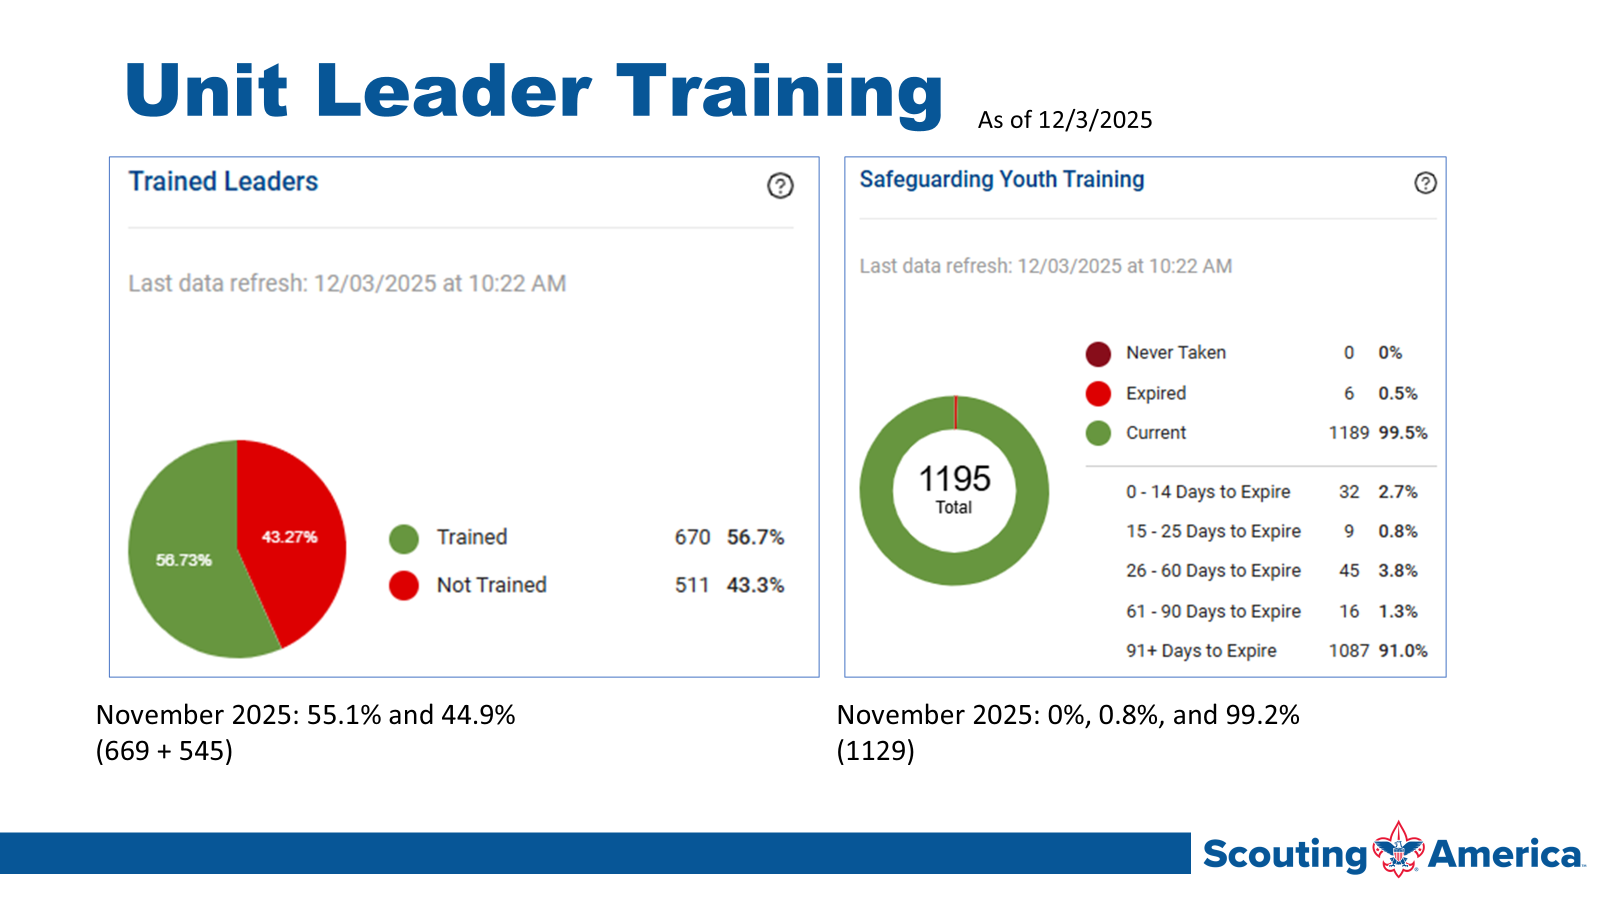 Unit Leader Training
As of 12/3/2025
Trained Leaders
Last data refresh: 12/03/2025 at 10:22 AM
56.73%
43.27%
Trained 670 56.7%
Not Trained 511 43.3%
November 2025: 55.1% and 44.9%
(669 + 545)
Safeguarding Youth Training
Last data refresh: 12/03/2025 at 10:22 AM
1195
Total
Never Taken 0 0%
Expired 6 0.5%
Current 1189 99.5%
0 - 14 Days to Expire 32 2.7%
15 - 25 Days to Expire 9 0.8%
26 - 60 Days to Expire 45 3.8%
61 - 90 Days to Expire 16 1.3%
91+ Days to Expire 1087 91.0%
November 2025: 0%, 0.8%, and 99.2%
(1129)
Scouting America